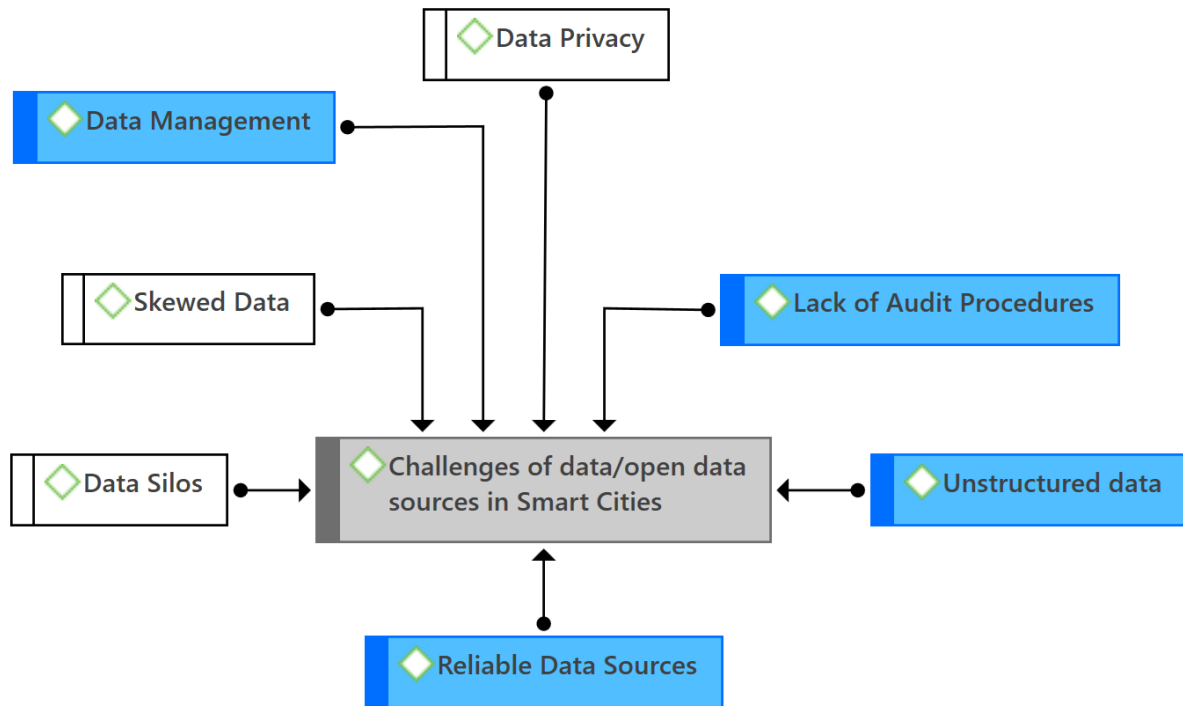 Data Privacy
Data Management
Skewed Data
Lack of Audit Procedures
Data Silos
Challenges of data/open data
sources in Smart Cities
Unstructured data
Reliable Data Sources